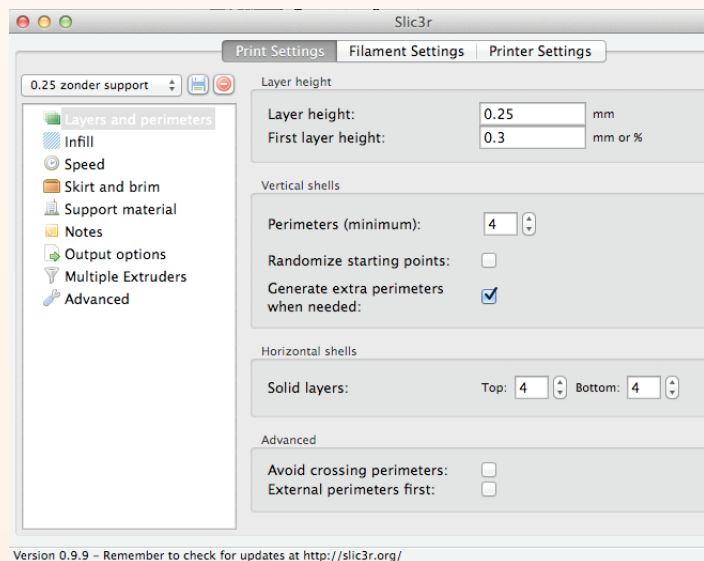 Slic3r
Print Settings Filament Settings Printer Settings
0.25 zonder support
Layers and perimeters
Infill
Speed
Skirt and brim
Support material
Notes
Output options
Multiple Extruders
Advanced
Layer height
Layer height: 0.25 mm
First layer height: 0.3 mm or %
Vertical shells
Perimeters (minimum): 4
Randomize starting points:
Generate extra perimeters
when needed:
Horizontal shells
Solid layers: Top: 4 Bottom: 4
Advanced
Avoid crossing perimeters:
External perimeters first:
Version 0.9.9 – Remember to check for updates at http://slic3r.org/